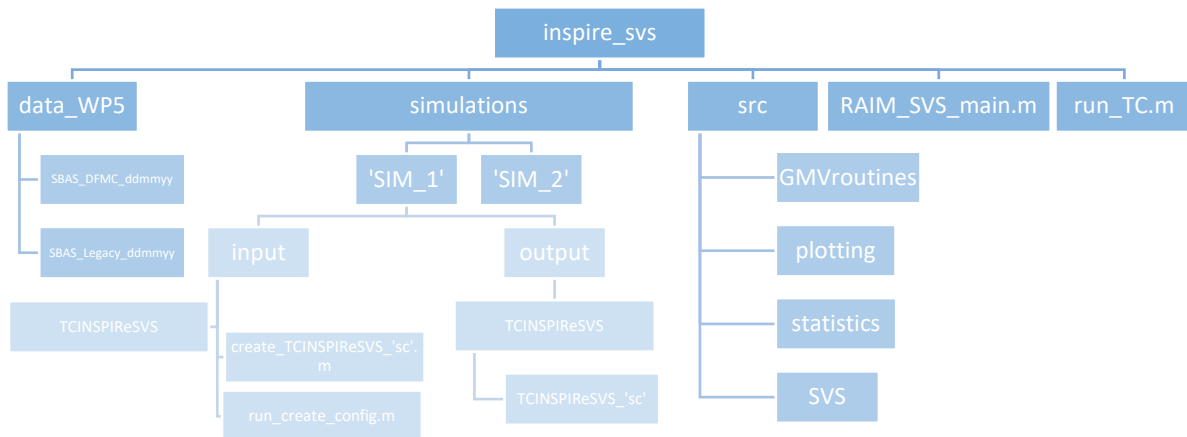 inspire_svs
data_WP5
simulations
src
RAIM_SVS_main.m
run_TC.m
SBAS_DFMC_ddmmyy
'SIM_1'
'SIM_2'
GMVroutines
SBAS_Legacy_ddmmyy
input
output
plotting
TCINSPIReSVS
TCINSPIReSVS
statistics
create_TCINSPIReSVS_'sc'.
m
TCINSPIReSVS_'sc'
SVS
run_create_config.m